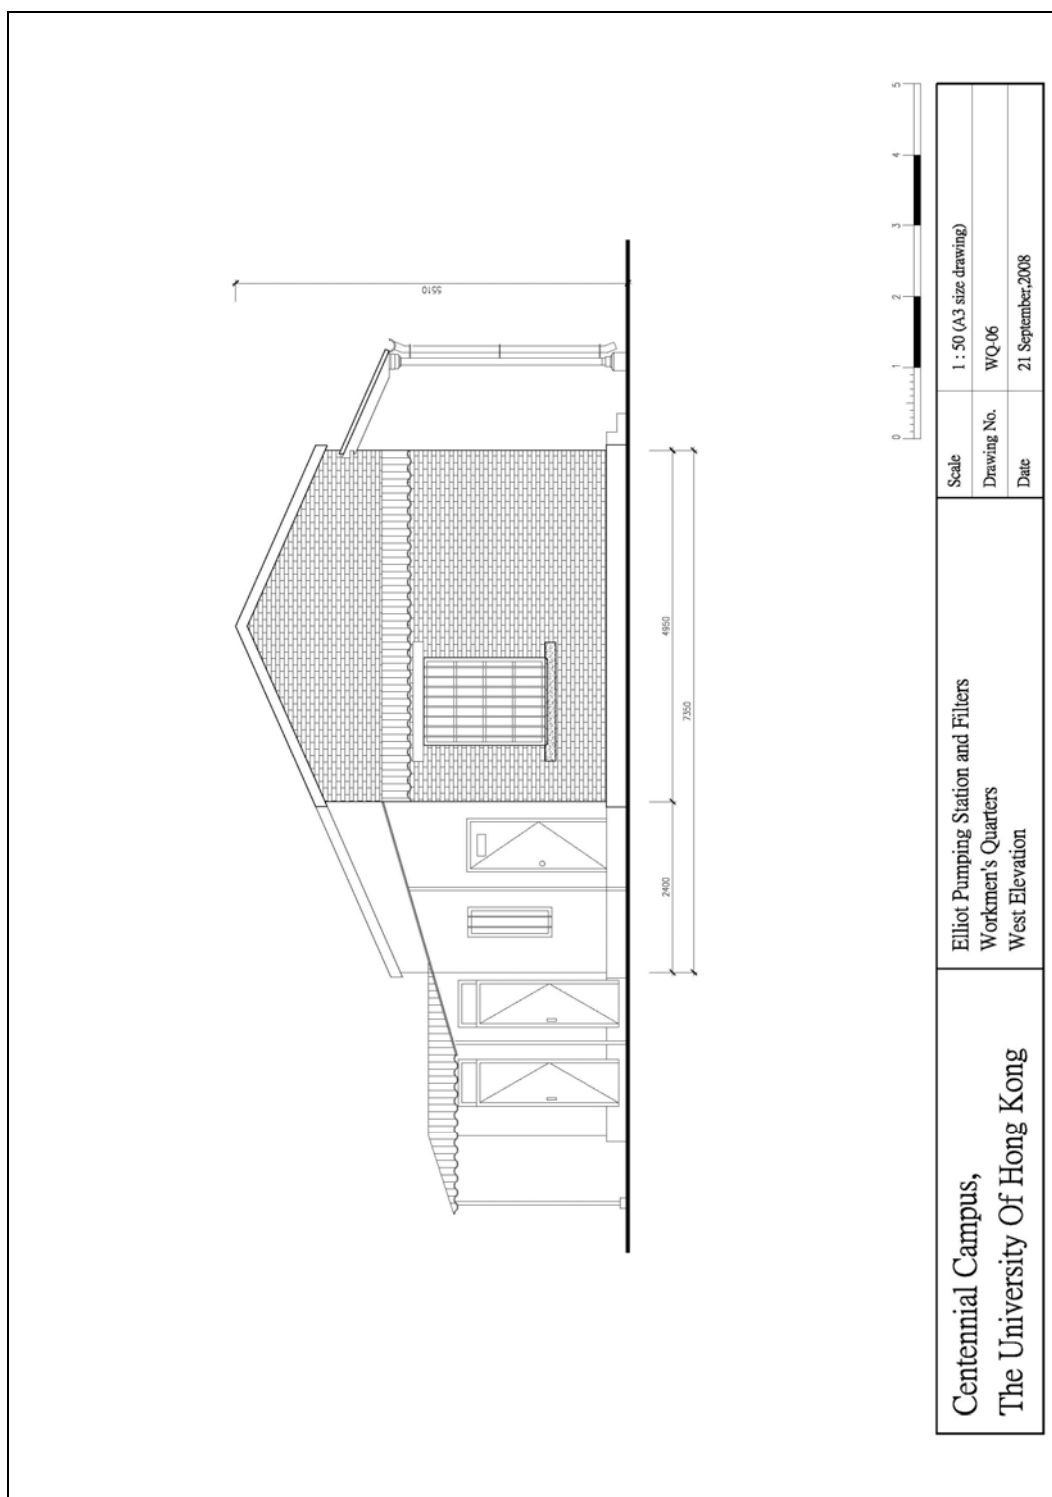 5510
2400
4950
7350
0 1 2 3 4 5
Centennial Campus,
The University Of Hong Kong
Elliot Pumping Station and Filters
Workmen's Quarters
West Elevation
Scale 1 : 50 (A3 size drawing)
Drawing No. WQ-06
Date 21 September,2008